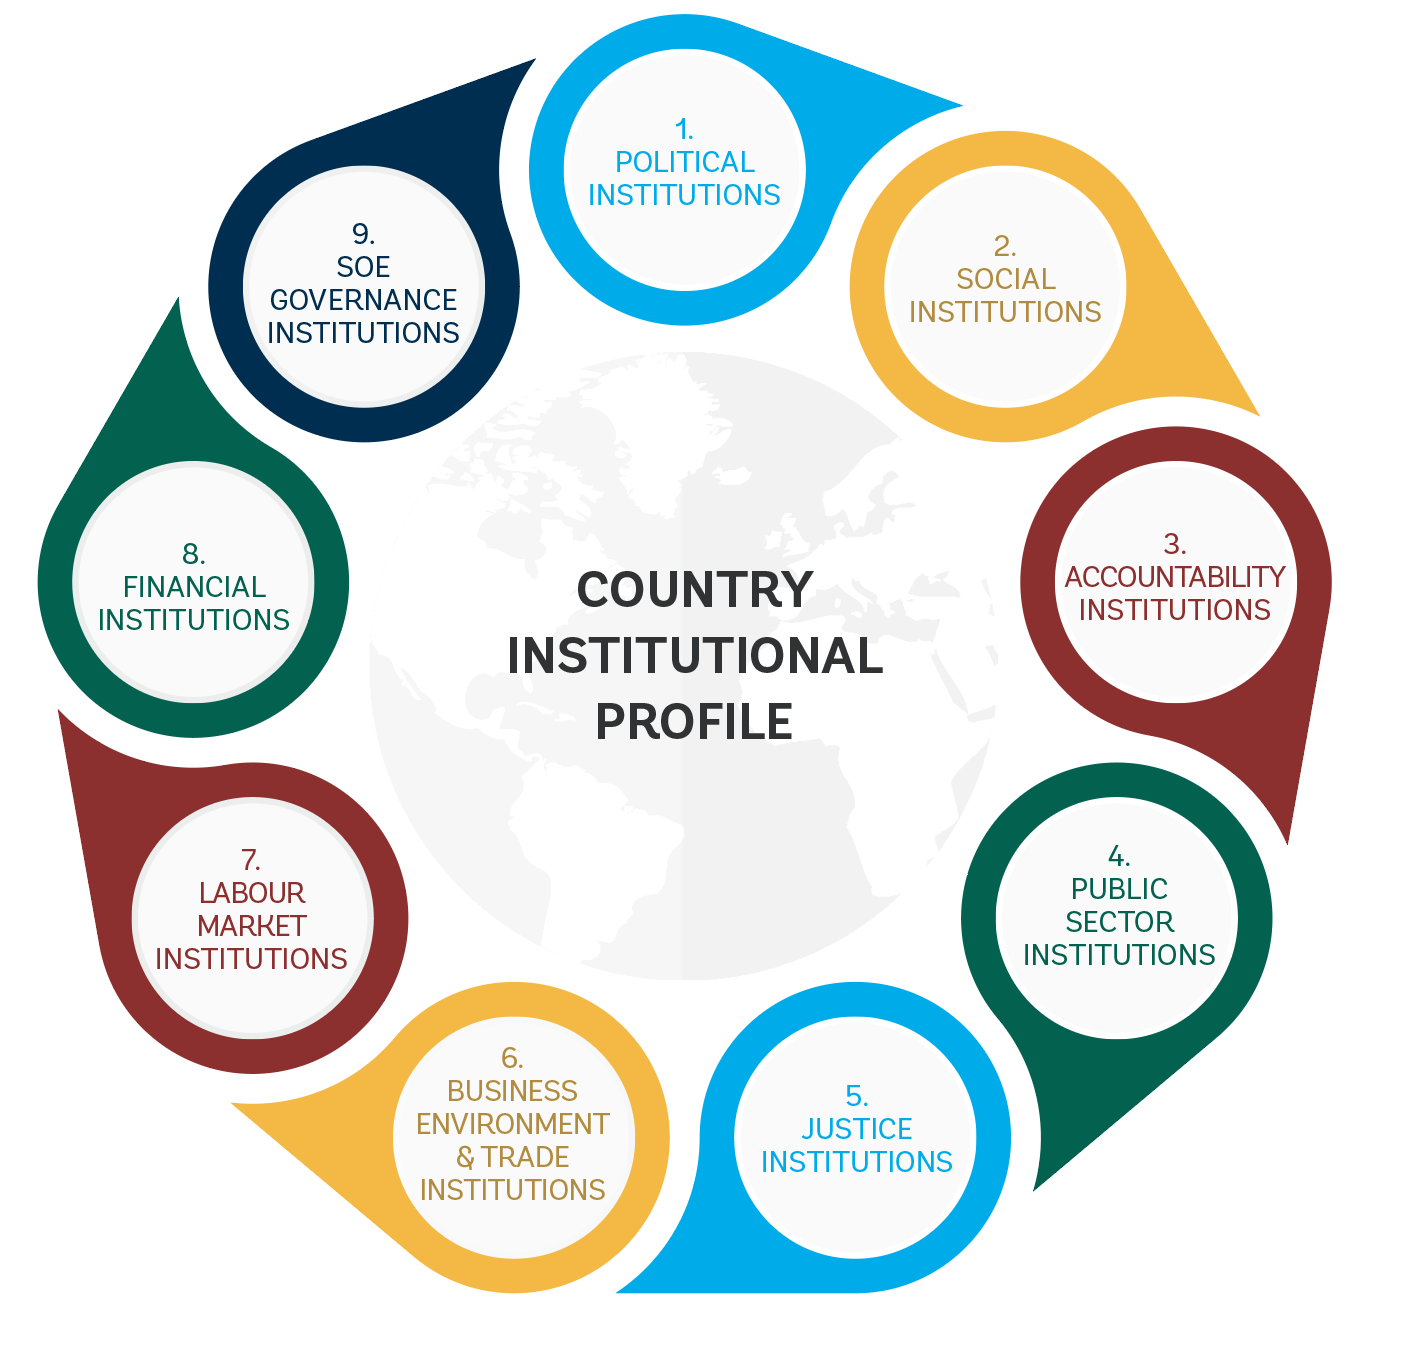 1.
POLITICAL
INSTITUTIONS
2.
SOCIAL
INSTITUTIONS
3.
ACCOUNTABILITY
INSTITUTIONS
4.
PUBLIC
SECTOR
INSTITUTIONS
5.
JUSTICE
INSTITUTIONS
6.
BUSINESS
ENVIRONMENT
& TRADE
INSTITUTIONS
7.
LABOUR
MARKET
INSTITUTIONS
8.
FINANCIAL
INSTITUTIONS
9.
SOE
GOVERNANCE
INSTITUTIONS
COUNTRY
INSTITUTIONAL
PROFILE